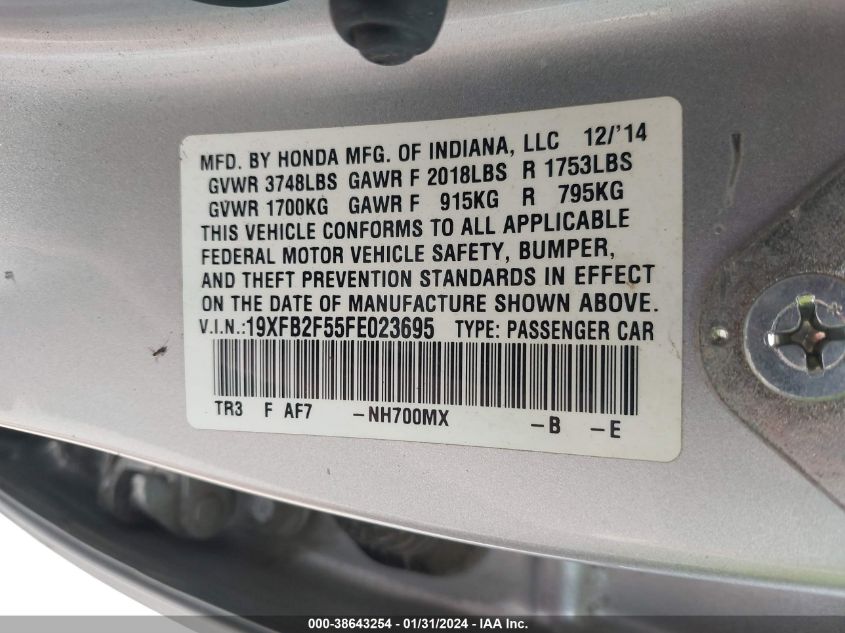 MFD. BY HONDA MFG. OF INDIANA, LLC 12/'14
GVWR 3748LBS GAWR F 2018LBS R 1753LBS
GVWR 1700KG GAWR F 915KG R 795KG
THIS VEHICLE CONFORMS TO ALL APPLICABLE
FEDERAL MOTOR VEHICLE SAFETY, BUMPER,
AND THEFT PREVENTION STANDARDS IN EFFECT
ON THE DATE OF MANUFACTURE SHOWN ABOVE.
V.I.N.:19XFB2F55FE023695 TYPE: PASSENGER CAR
TR3 F AF7 -NH700MX -B -E
000-38643254 - 01/31/2024 - IAA Inc.